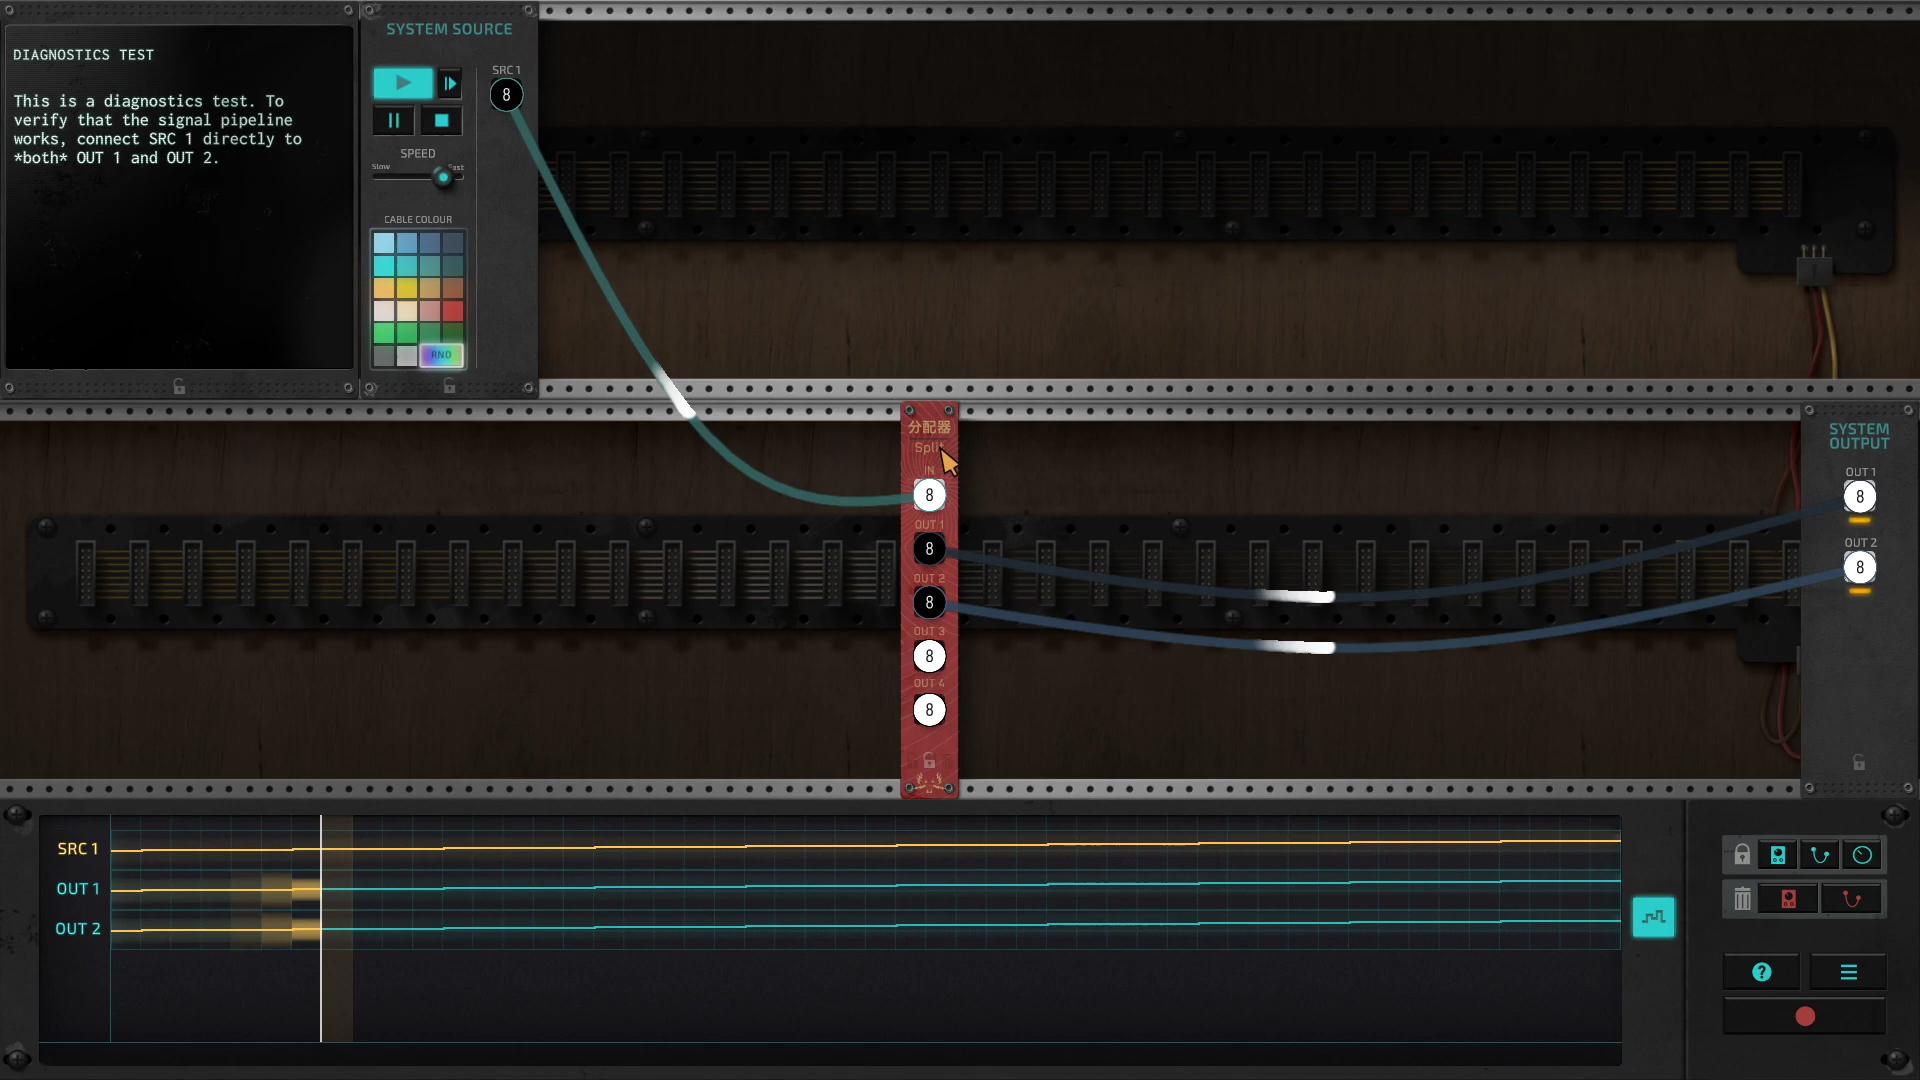 DIAGNOSTICS TEST
This is a diagnostics test. To
verify that the signal pipeline
works, connect SRC 1 directly to
*both* OUT 1 and OUT 2.
SYSTEM SOURCE
SRC 1
8
SPEED
Slow
Fast
CABLE COLOUR
RND
分配器
Split
IN
8
OUT 1
8
OUT 2
8
OUT 3
8
OUT 4
8
SYSTEM
OUTPUT
OUT 1
8
OUT 2
8
SRC 1
OUT 1
OUT 2
?